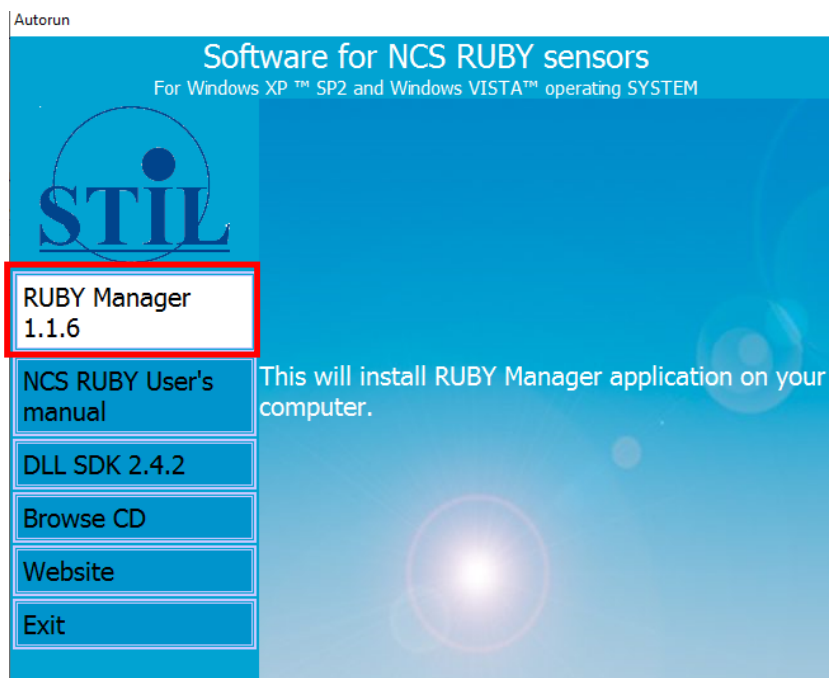 Autorun
Software for NCS RUBY sensors
For Windows XP ™ SP2 and Windows VISTA™ operating SYSTEM
STIL
RUBY Manager
1.1.6
NCS RUBY User's
manual
DLL SDK 2.4.2
Browse CD
Website
Exit
This will install RUBY Manager application on your
computer.